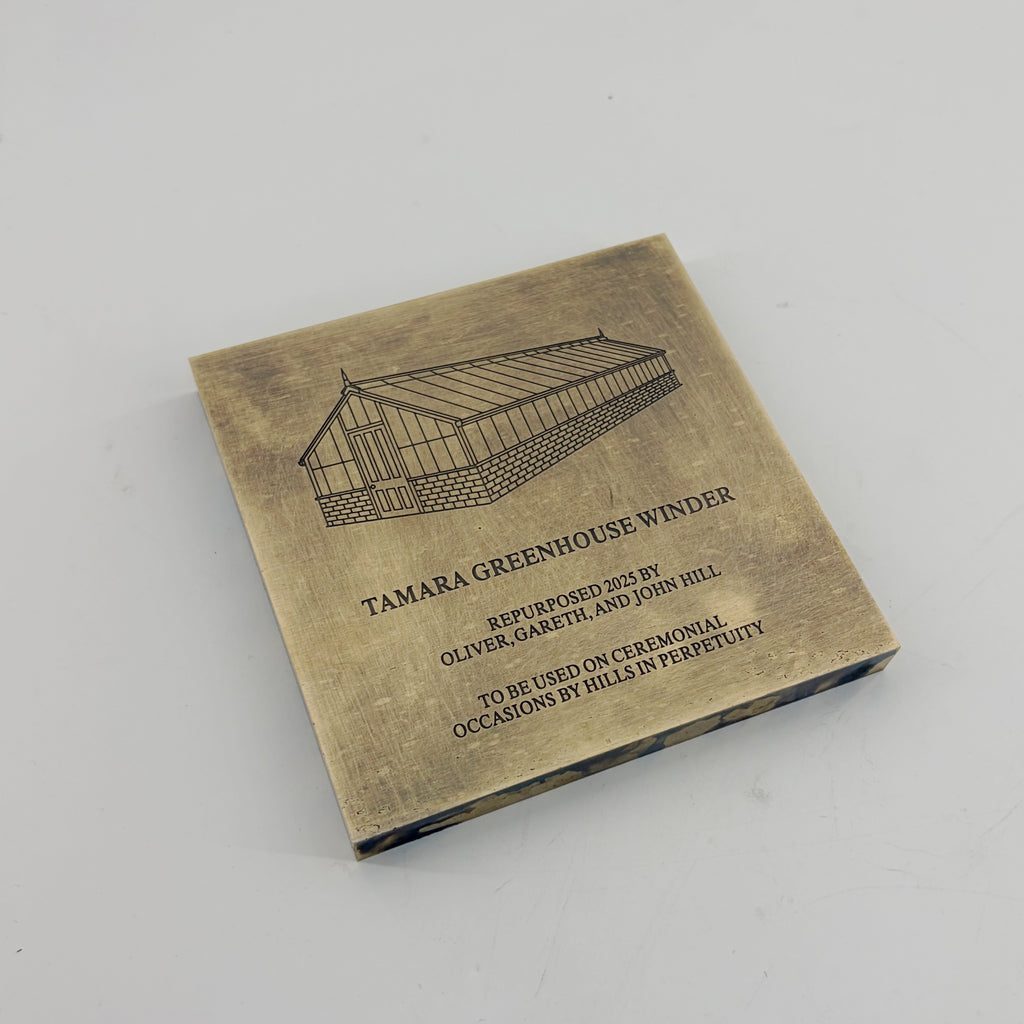 TAMARA GREENHOUSE WINDER
REPURPOSED 2025 BY
OLIVER, GARETH, AND JOHN HILL
TO BE USED ON CEREMONIAL
OCCASIONS BY HILLS IN PERPETUITY